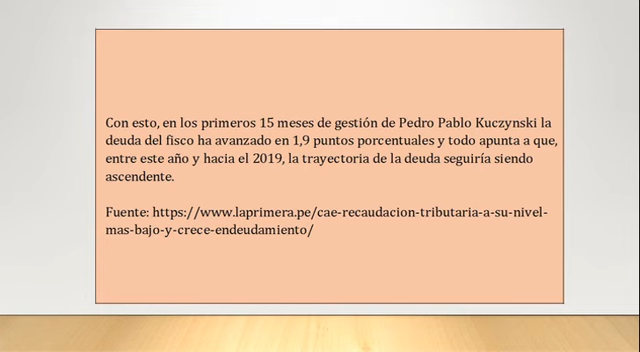 Con esto, en los primeros 15 meses de gestión de Pedro Pablo Kuczynski la
deuda del fisco ha avanzado en 1,9 puntos porcentuales y todo apunta a que,
entre este año y hacia el 2019, la trayectoria de la deuda seguiría siendo
ascendente.
Fuente: https://www.laprimera.pe/cae-recaudacion-tributaria-a-su-nivel-
mas-bajo-y-crece-endeudamiento/